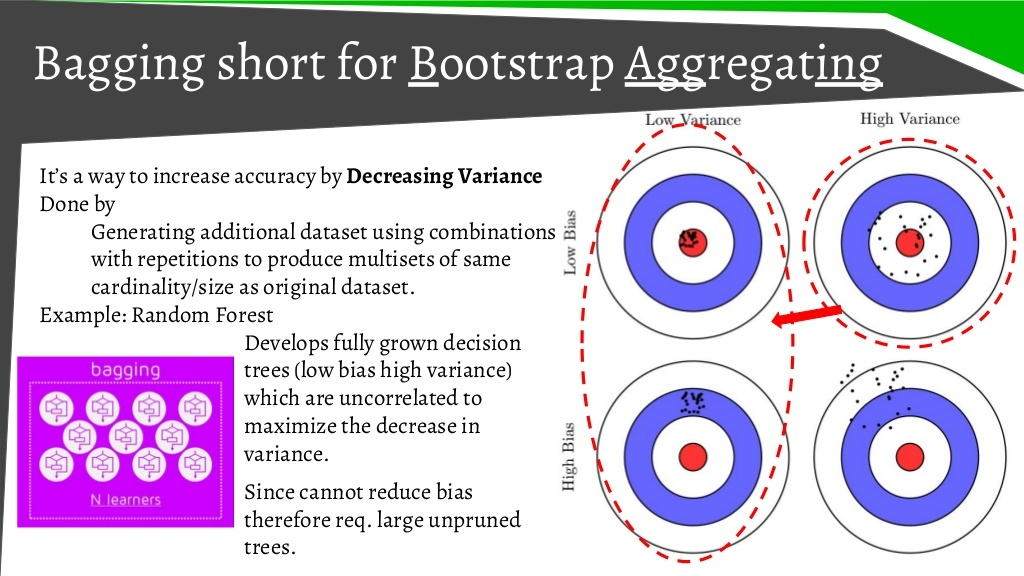 Bagging short for Bootstrap Aggregating
It's a way to increase accuracy by Decreasing Variance
Done by
Generating additional dataset using combinations
with repetitions to produce multisets of same
cardinality/size as original dataset.
Example: Random Forest
Develops fully grown decision
trees (low bias high variance)
which are uncorrelated to
maximize the decrease in
variance.
Since cannot reduce bias
therefore req. large unpruned
trees.
bagging
N learners
Low Variance
High Variance
Low Bias
High Bias